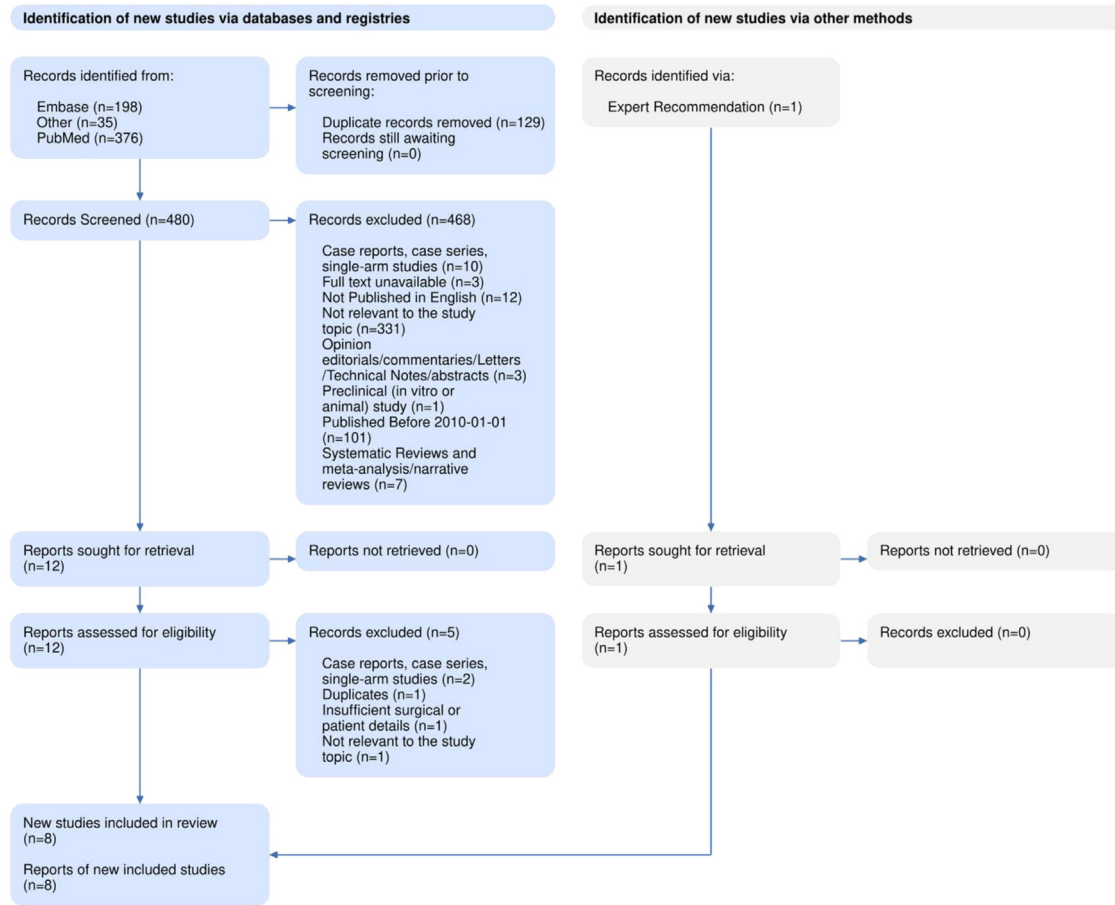 Identification of new studies via databases and registries
Identification of new studies via other methods
Records identified from:
Embase (n=198)
Other (n=35)
PubMed (n=376)
Records removed prior to
screening:
Duplicate records removed (n=129)
Records still awaiting
screening (n=0)
Records identified via:
Expert Recommendation (n=1)
Records Screened (n=480)
Records excluded (n=468)
Case reports, case series,
single-arm studies (n=10)
Full text unavailable (n=3)
Not Published in English (n=12)
Not relevant to the study
topic (n=331)
Opinion
editorials/commentaries/Letters
/Technical Notes/abstracts (n=3)
Preclinical (in vitro or
animal) study (n=1)
Published Before 2010-01-01
(n=101)
Systematic Reviews and
meta-analysis/narrative
reviews (n=7)
Reports sought for retrieval
(n=12)
Reports not retrieved (n=0)
Reports sought for retrieval
(n=1)
Reports not retrieved (n=0)
Reports assessed for eligibility
(n=12)
Records excluded (n=5)
Case reports, case series,
single-arm studies (n=2)
Duplicates (n=1)
Insufficient surgical or
patient details (n=1)
Not relevant to the study
topic (n=1)
Reports assessed for eligibility
(n=1)
Records excluded (n=0)
New studies included in review
(n=8)
Reports of new included studies
(n=8)